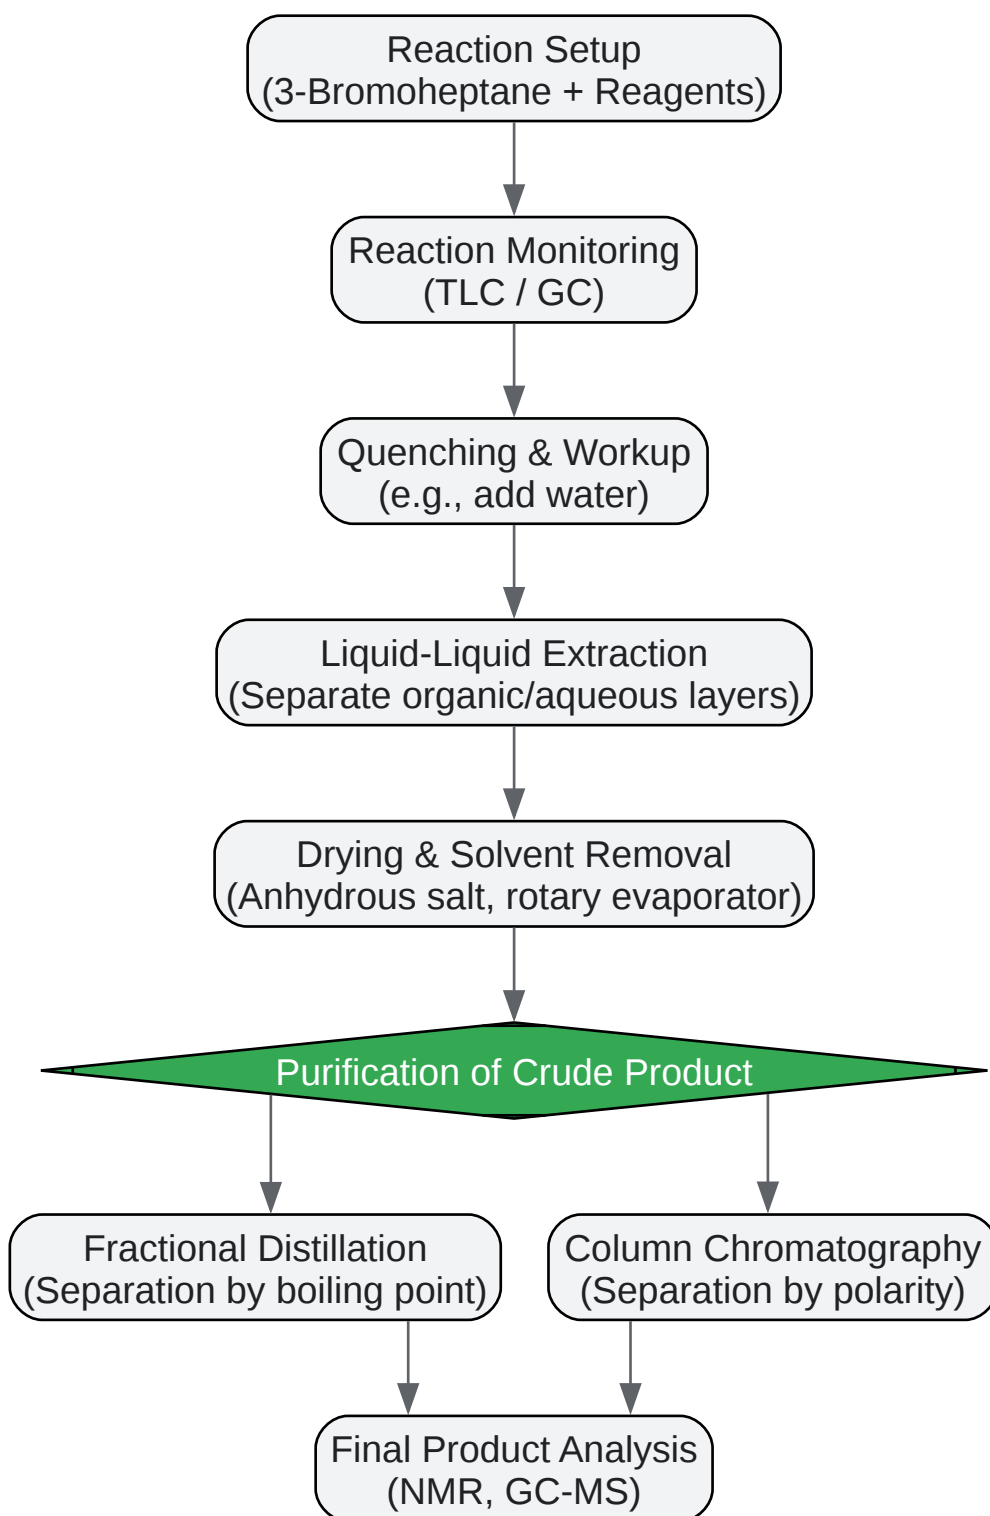 Reaction Setup
(3-Bromoheptane + Reagents)
Reaction Monitoring
(TLC / GC)
Quenching & Workup
(e.g., add water)
Liquid-Liquid Extraction
(Separate organic/aqueous layers)
Drying & Solvent Removal
(Anhydrous salt, rotary evaporator)
Purification of Crude Product
Fractional Distillation
(Separation by boiling point)
Column Chromatography
(Separation by polarity)
Final Product Analysis
(NMR, GC-MS)